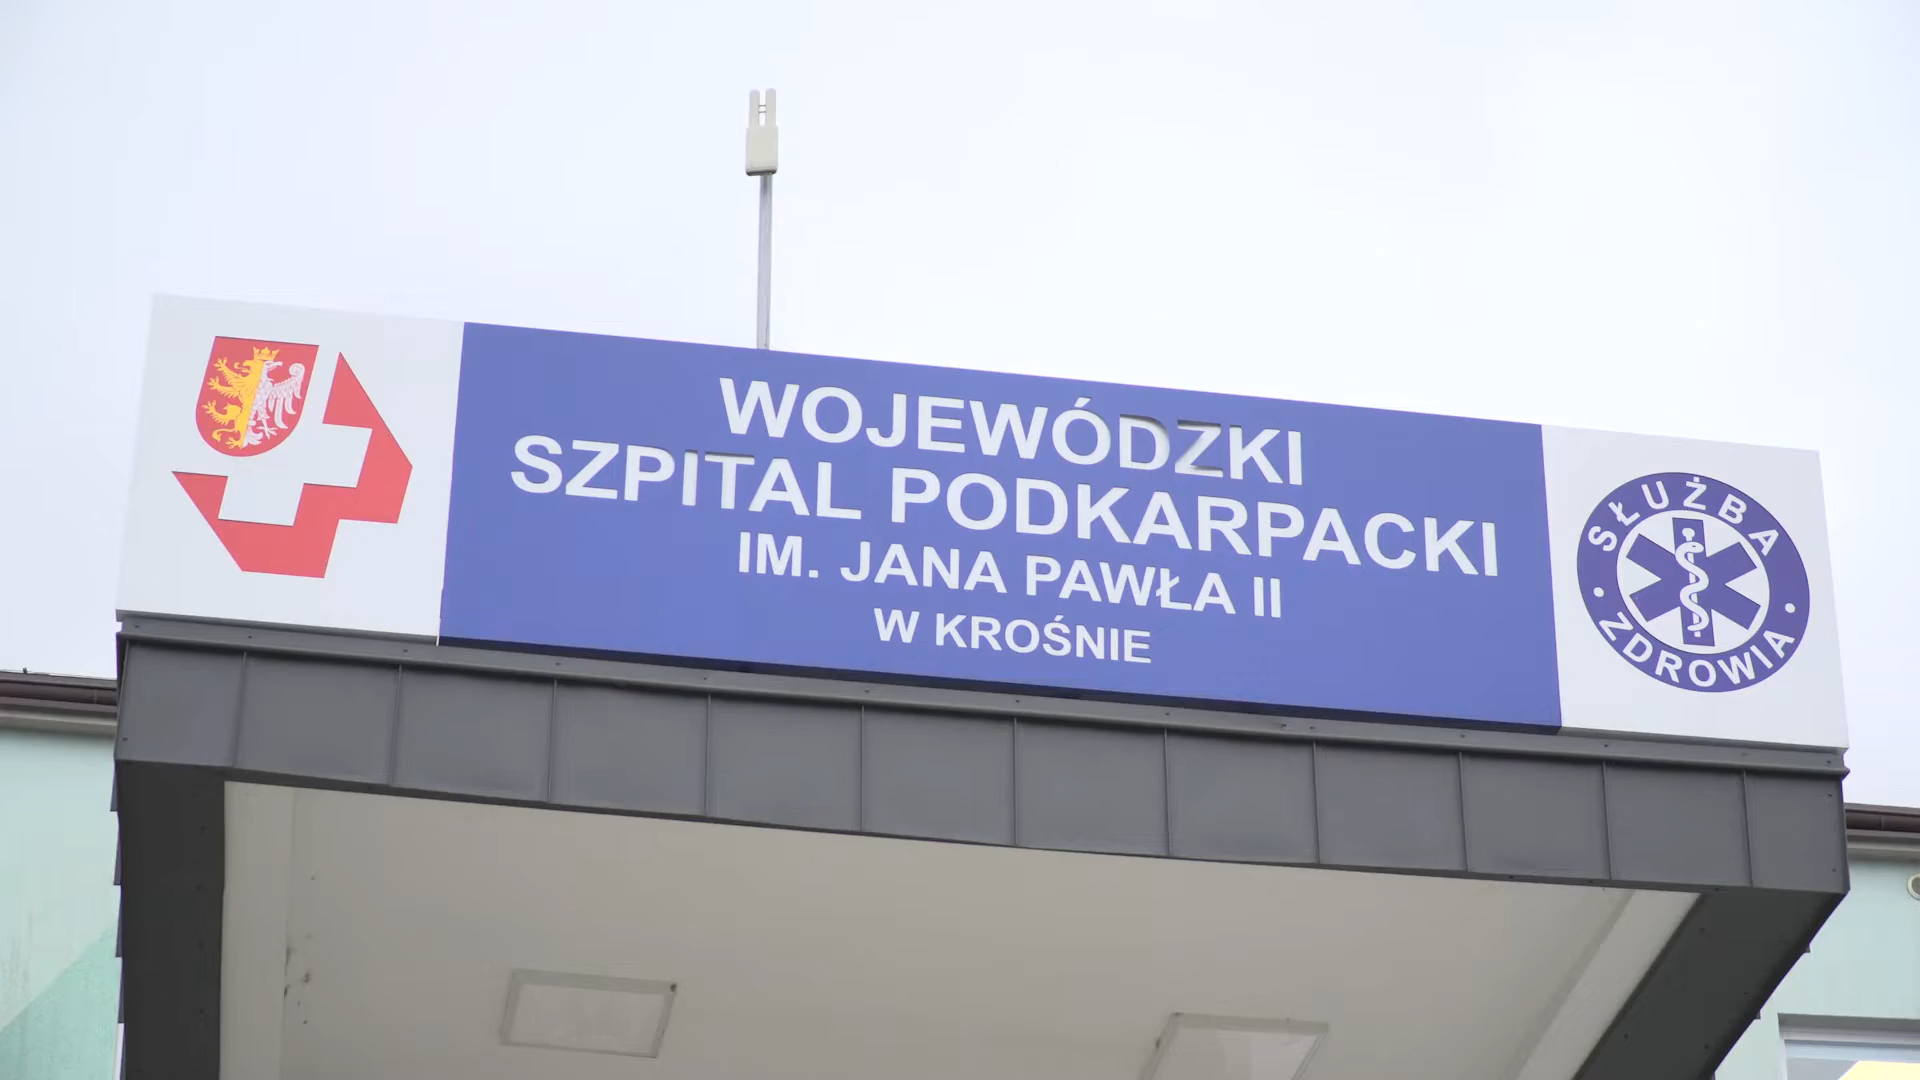 WOJEWÓDZKI
SZPITAL PODKARPACKI
IM. JANA PAWŁA II
W KROŚNIE
SŁUŻBA
ZDROWIA